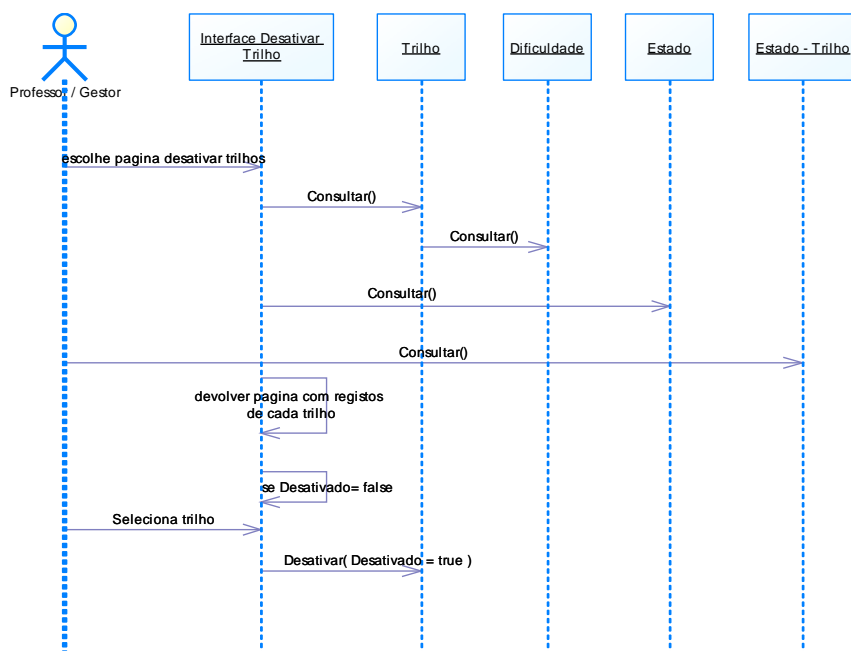 Interface Desativar
Trilho
Trilho
Dificuldade
Estado
Estado - Trilho
Professor / Gestor
escolhe pagina desativar trilhos
Consultar()
Consultar()
Consultar()
Consultar()
devolver pagina com registos
de cada trilho
se Desativado= false
Seleciona trilho
Desativar( Desativado = true )